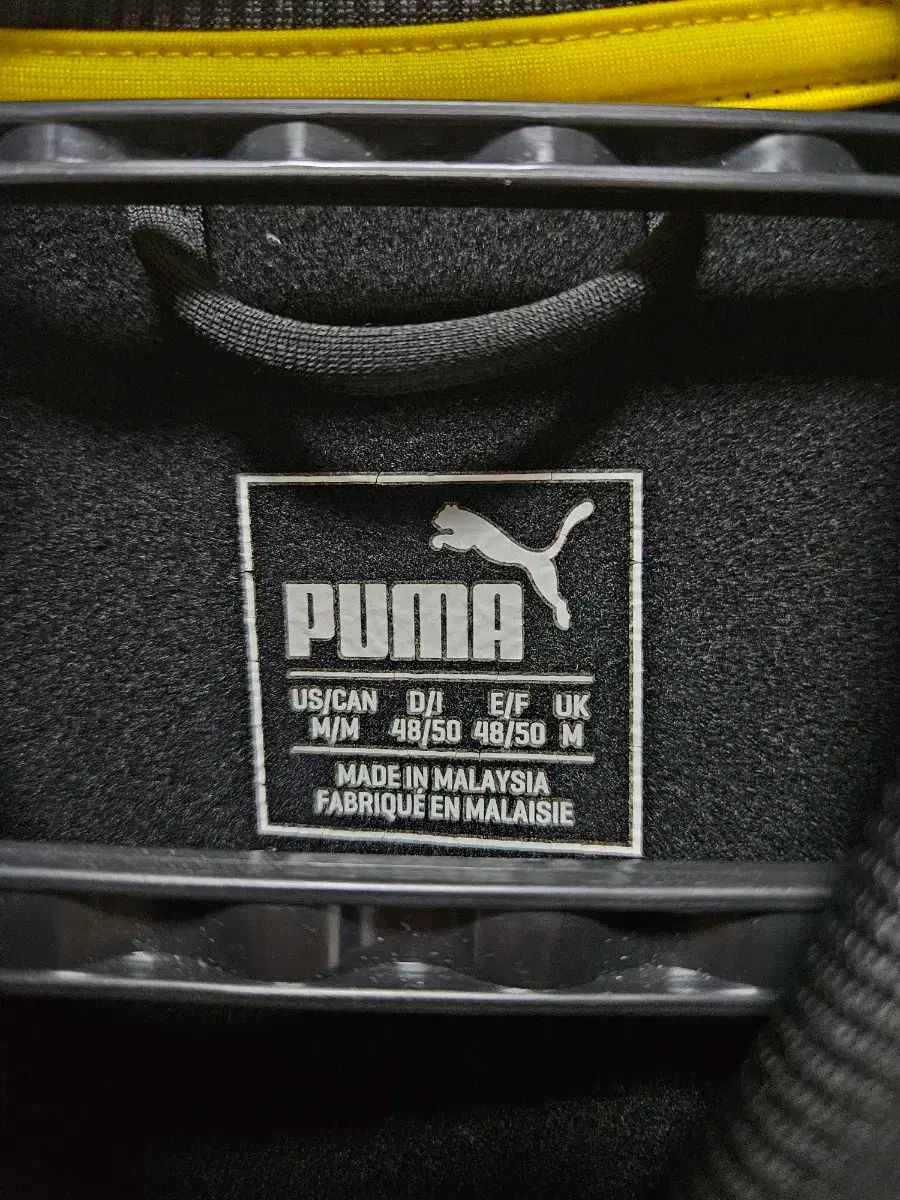 PUMA
US/CAN D/I E/F UK
M/M 48/50 48/50 M
MADE IN MALAYSIA
FABRIQUÉ EN MALAISIE